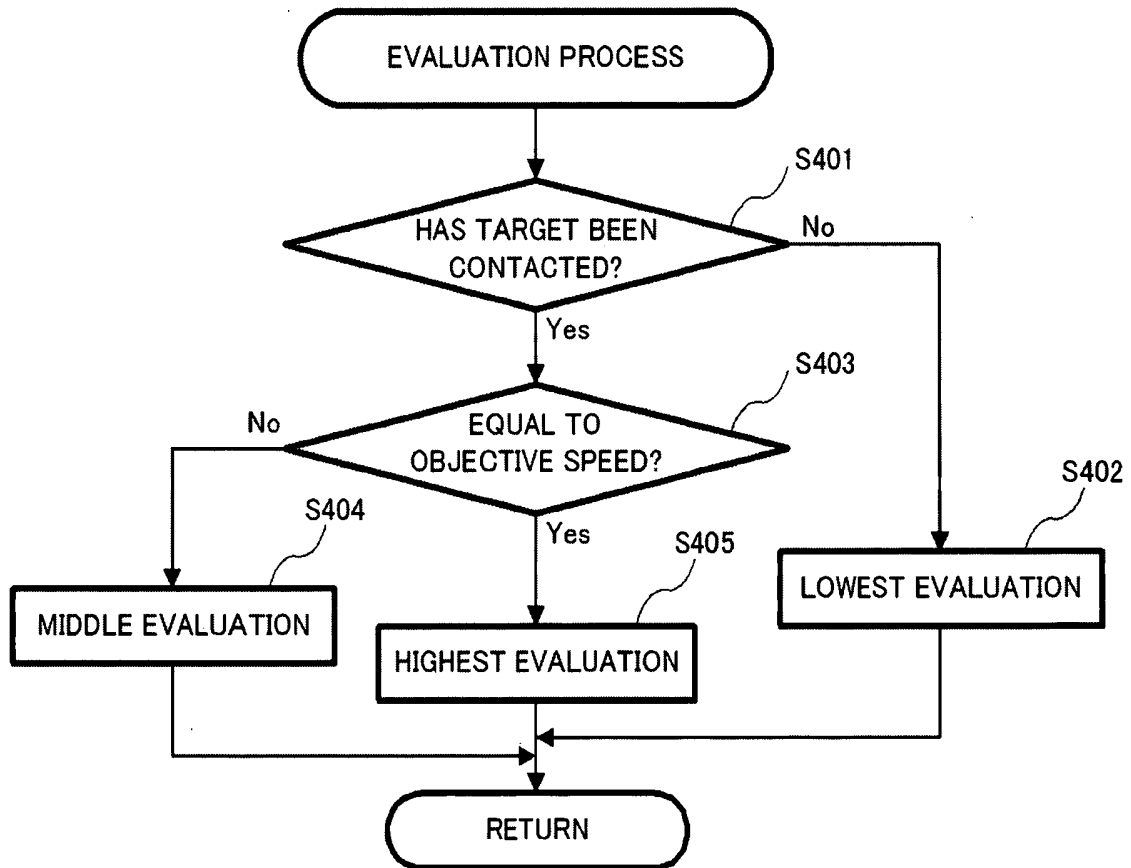 EVALUATION PROCESS
S401
HAS TARGET BEEN
CONTACTED?
No
Yes
S403
No
EQUAL TO
OBJECTIVE SPEED?
S402
S404
Yes
S405
LOWEST EVALUATION
MIDDLE EVALUATION
HIGHEST EVALUATION
RETURN